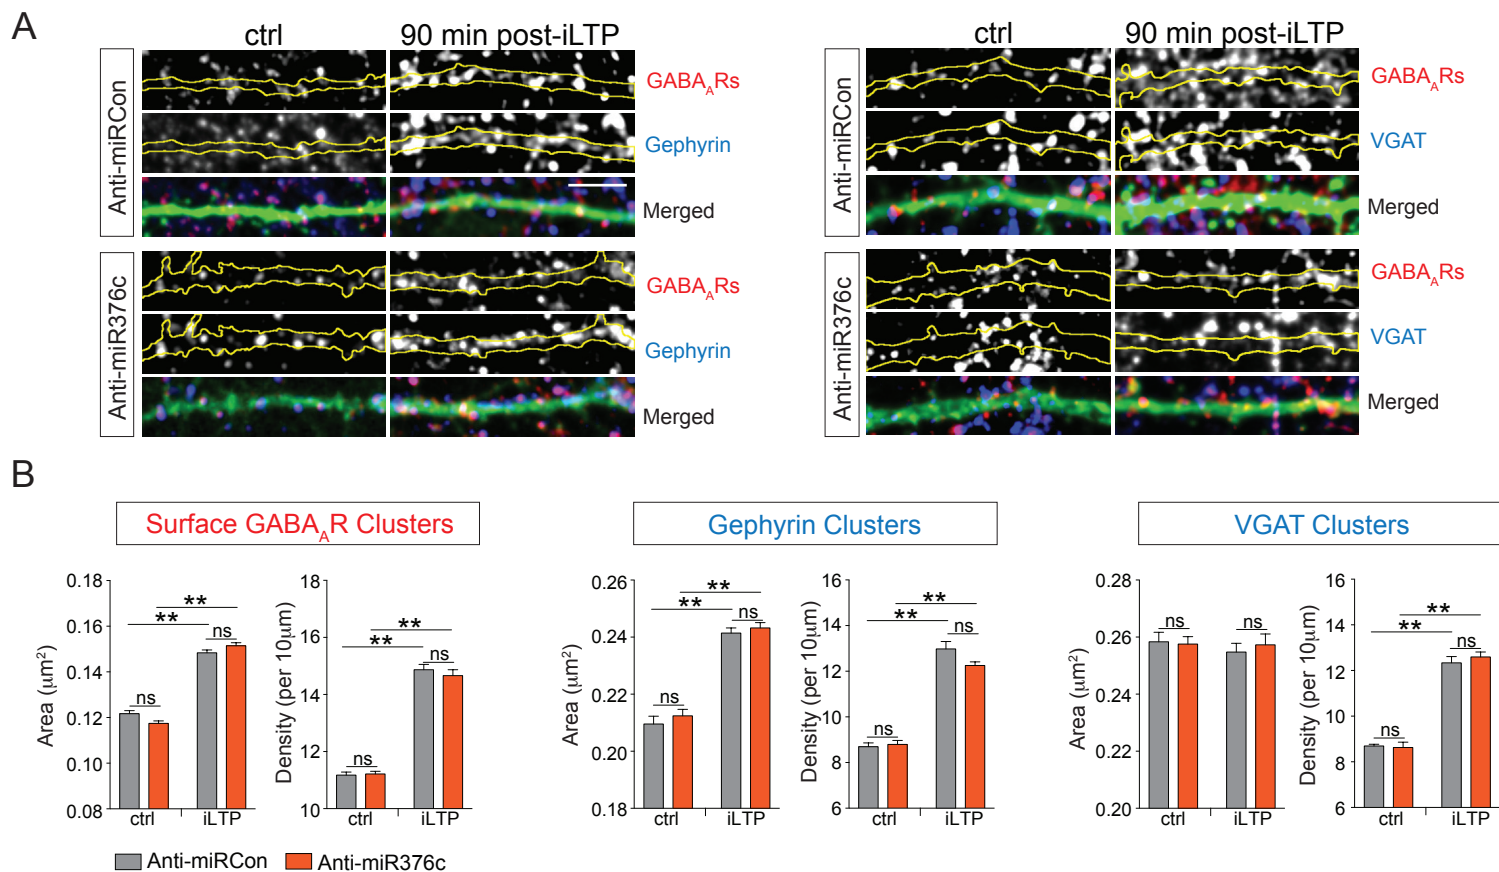 A
ctrl
90 min post-iLTP
ctrl
90 min post-iLTP
Anti-miRCon
GABAARs
Gephyrin
Merged
Anti-miR376c
GABAARs
Gephyrin
Merged
Anti-miRCon
GABAARs
VGAT
Merged
Anti-miR376c
GABAARs
VGAT
Merged
B
Surface GABAAR Clusters
Gephyrin Clusters
VGAT Clusters
Area (μm²)
0.18
0.16
0.14
0.12
0.10
0.08
**
**
ns
ns
ctrl
iLTP
Density (per 10μm)
18
16
14
12
10
**
**
ns
ns
ctrl
iLTP
Area (μm²)
0.26
0.24
0.22
0.20
0.18
**
**
ns
ns
ctrl
iLTP
Density (per 10μm)
16
14
12
10
8
6
**
**
ns
ns
ctrl
iLTP
Area (μm²)
0.28
0.26
0.24
0.22
0.20
ns
ns
ctrl
iLTP
Density (per 10μm)
16
14
12
10
8
6
**
**
ns
ns
ctrl
iLTP
Anti-miRCon
Anti-miR376c